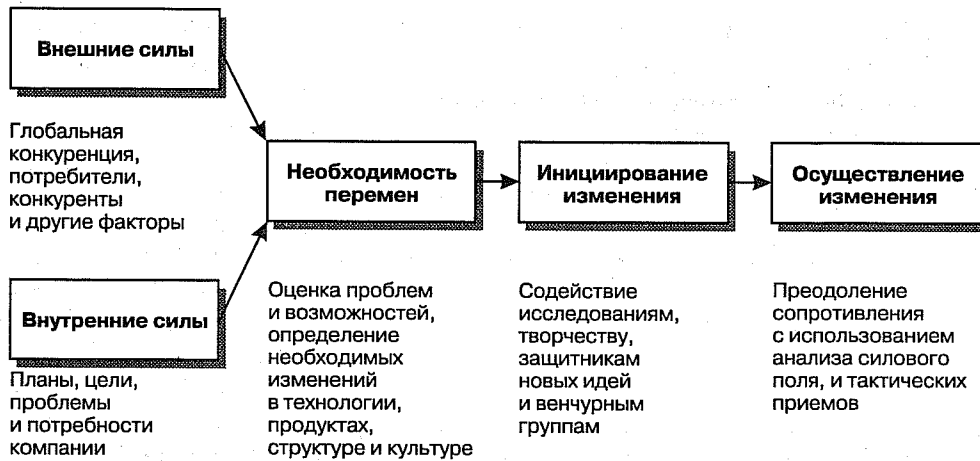 Внешние силы
Глобальная
конкуренция,
потребители,
конкуренты
и другие факторы
Внутренние силы
Планы, цели,
проблемы
и потребности
компании
Необходимость
перемен
Оценка проблем
и возможностей,
определение
необходимых
изменений
в технологии,
продуктах,
структуре и культуре
Инициирование
изменения
Содействие
исследованиям,
творчеству,
защитникам
новых идей
и венчурным
группам
Осуществление
изменения
Преодоление
сопротивления
с использованием
анализа силового
поля, и тактических
приемов